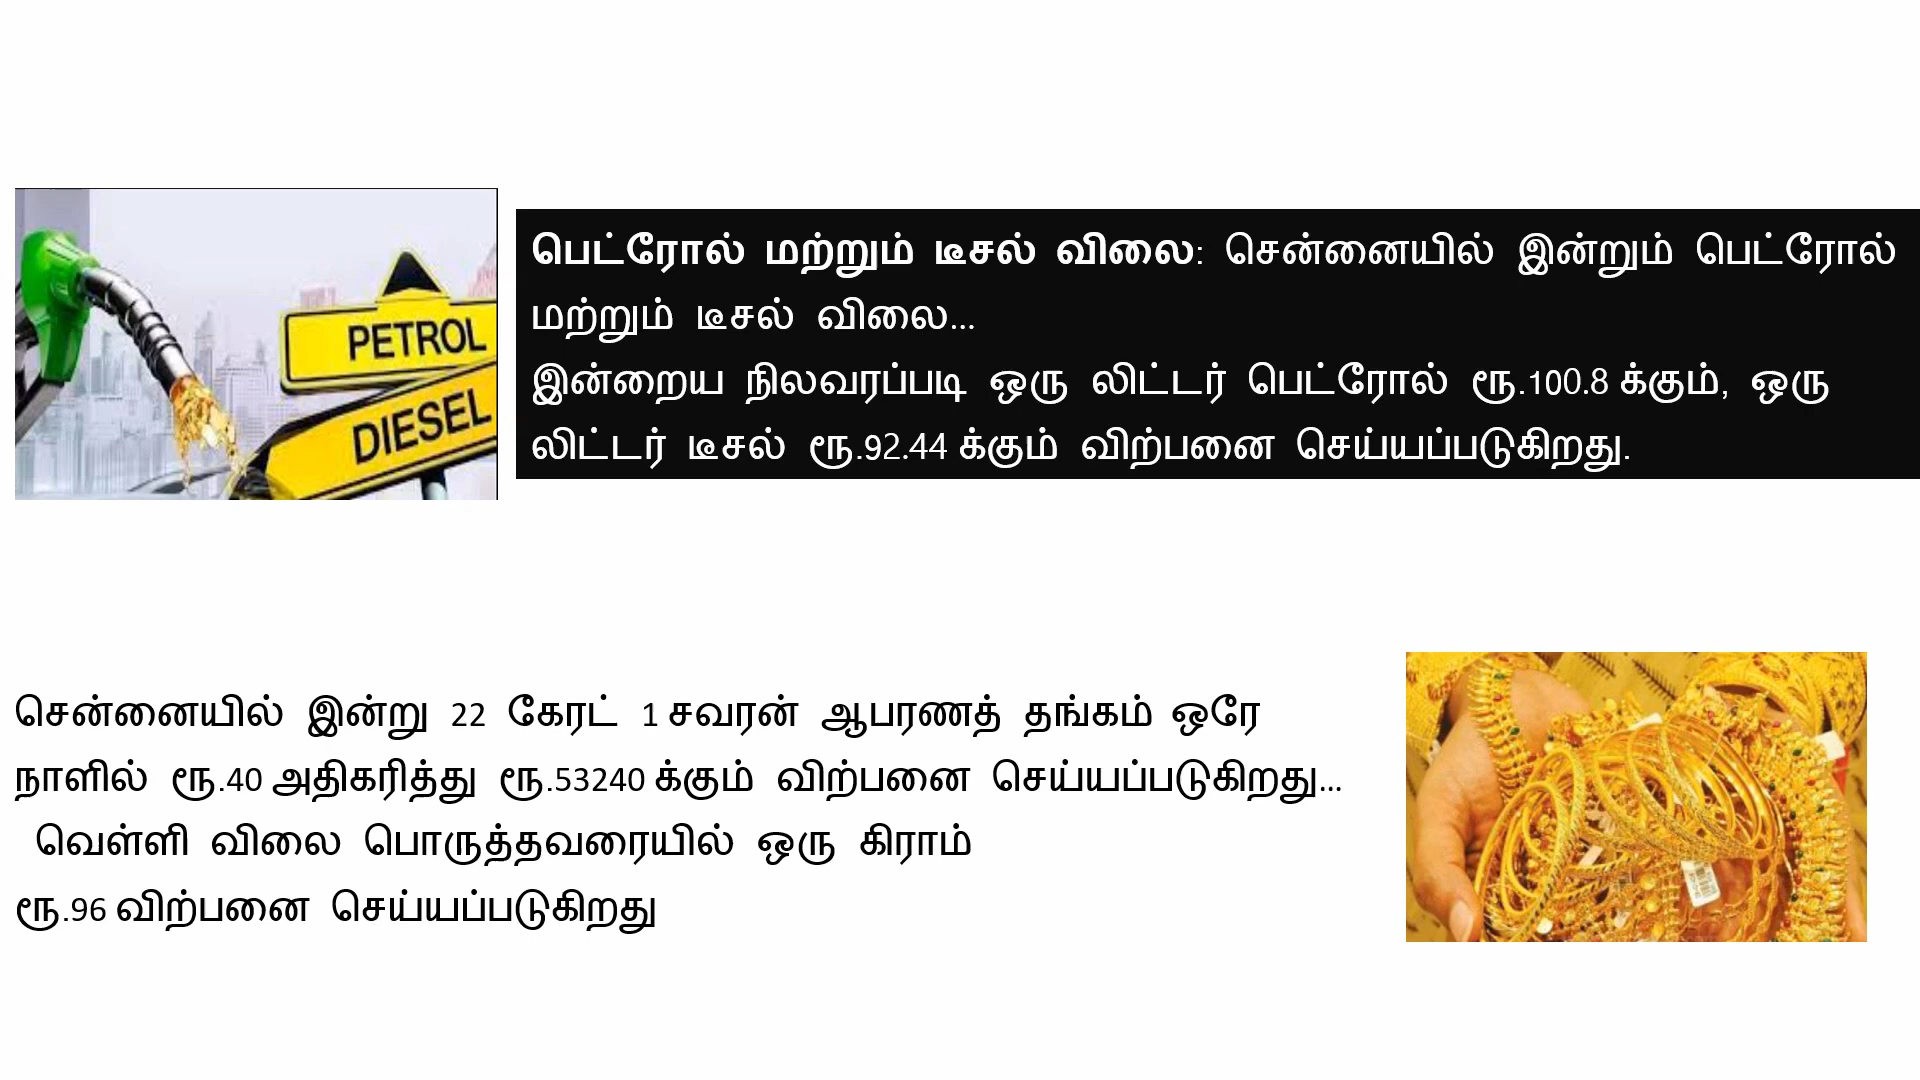 PETROL
DIESEL
பெட்ரோல் மற்றும் டீசல் விலை: சென்னையில் இன்றும் பெட்ரோல்
மற்றும் டீசல் விலை...
இன்றைய நிலவரப்படி ஒரு லிட்டர் பெட்ரோல் ரூ.100.8 க்கும், ஒரு
லிட்டர் டீசல் ரூ.92.44 க்கும் விற்பனை செய்யப்படுகிறது.
சென்னையில் இன்று 22 கேரட் 1 சவரன் ஆபரணத் தங்கம் ஒரே
நாளில் ரூ.40 அதிகரித்து ரூ.53240 க்கும் விற்பனை செய்யப்படுகிறது...
வெள்ளி விலை பொருத்தவரையில் ஒரு கிராம்
ரூ.96 விற்பனை செய்யப்படுகிறது